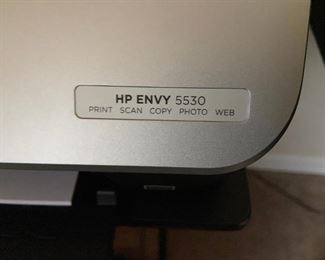 HP ENVY 5530
PRINT SCAN COPY PHOTO WEB